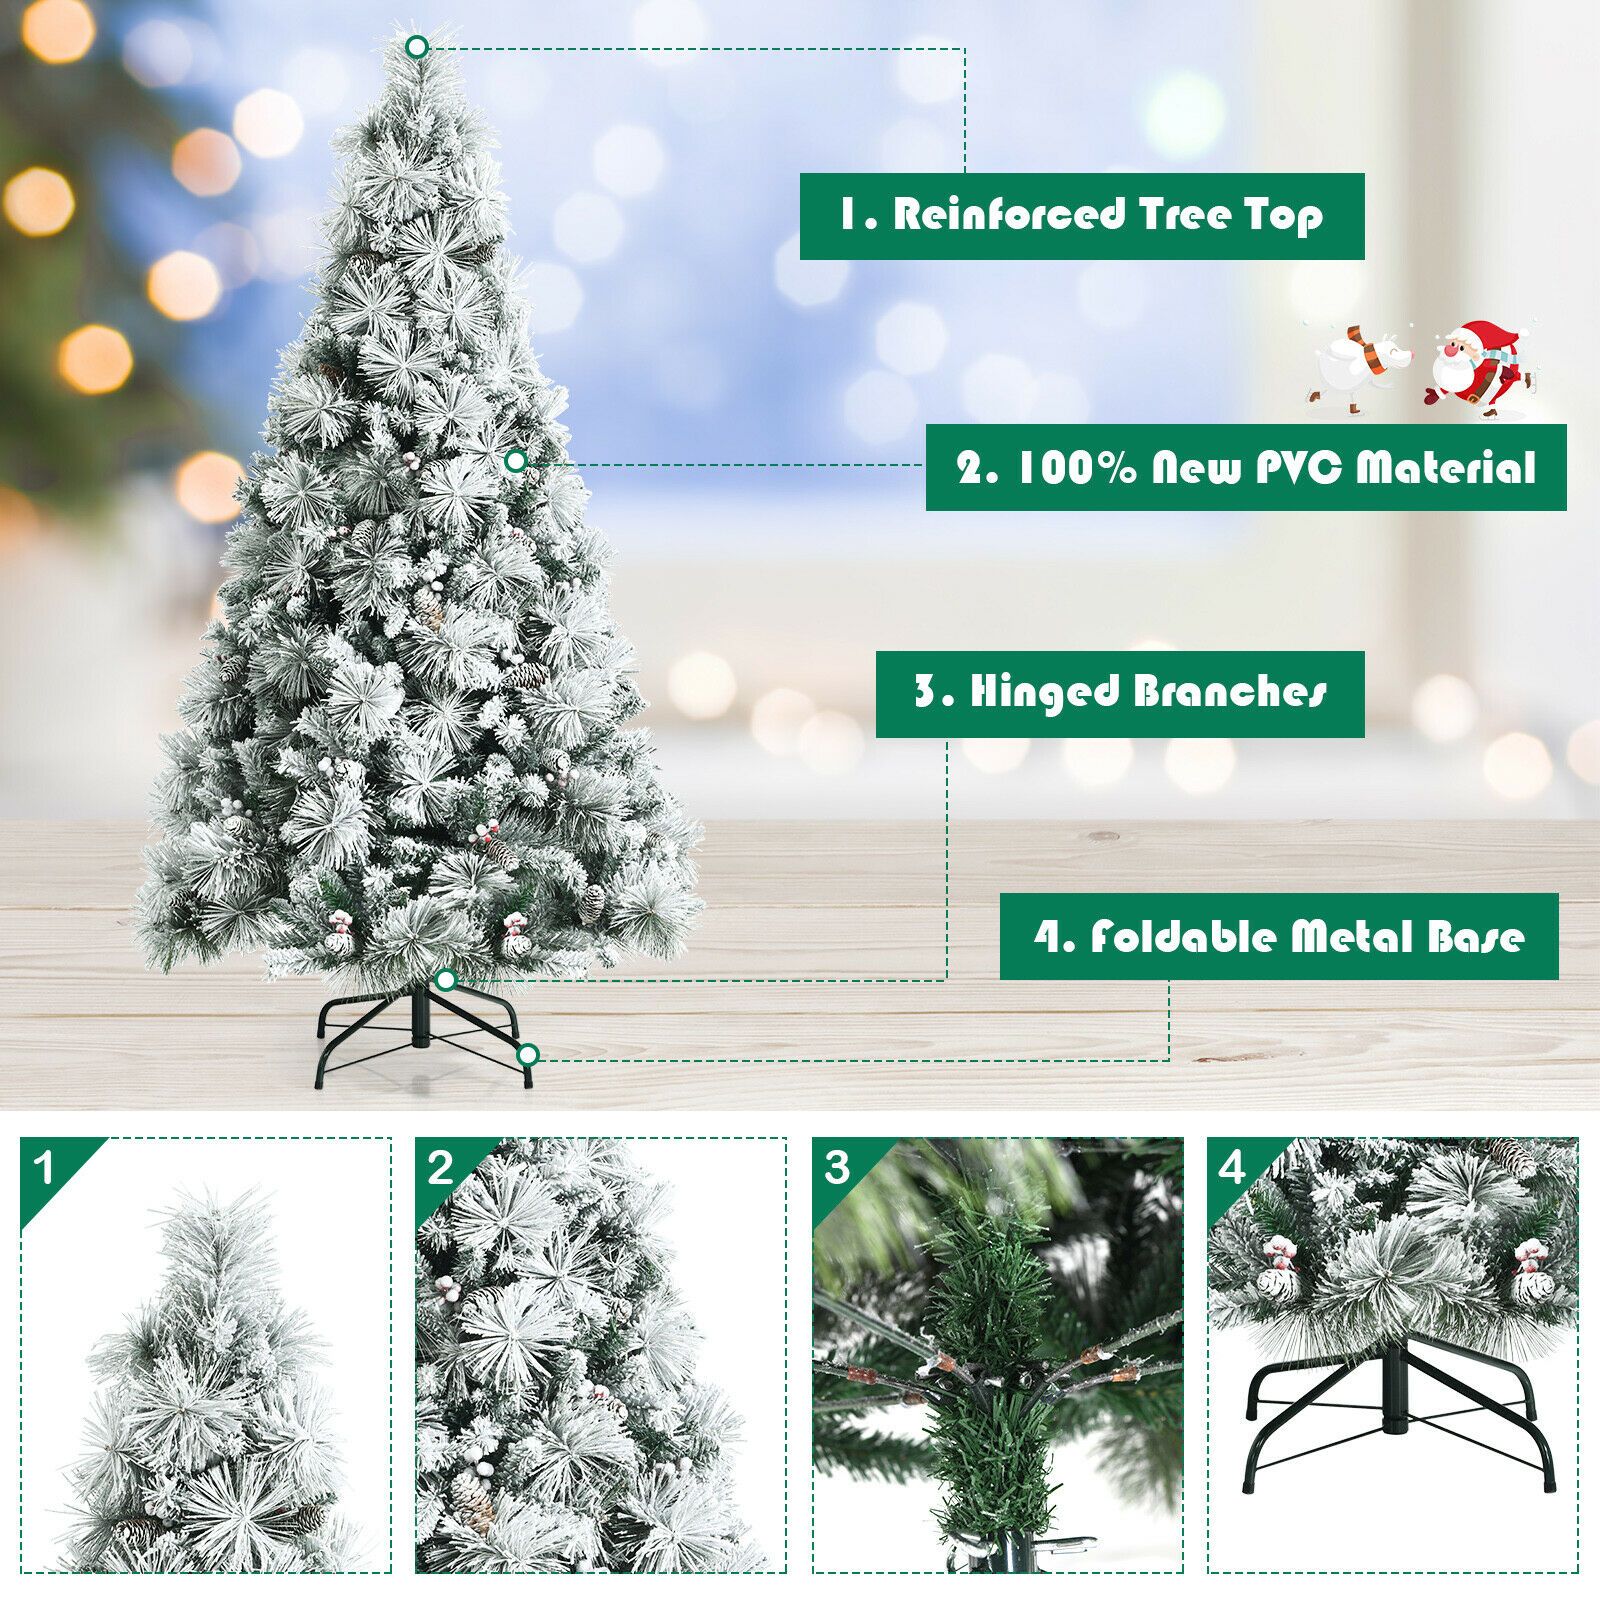 1. Reinforced Tree Top
2. 100% New PVC Material
3. Hinged Branches
4. Foldable Metal Base
1
2
3
4